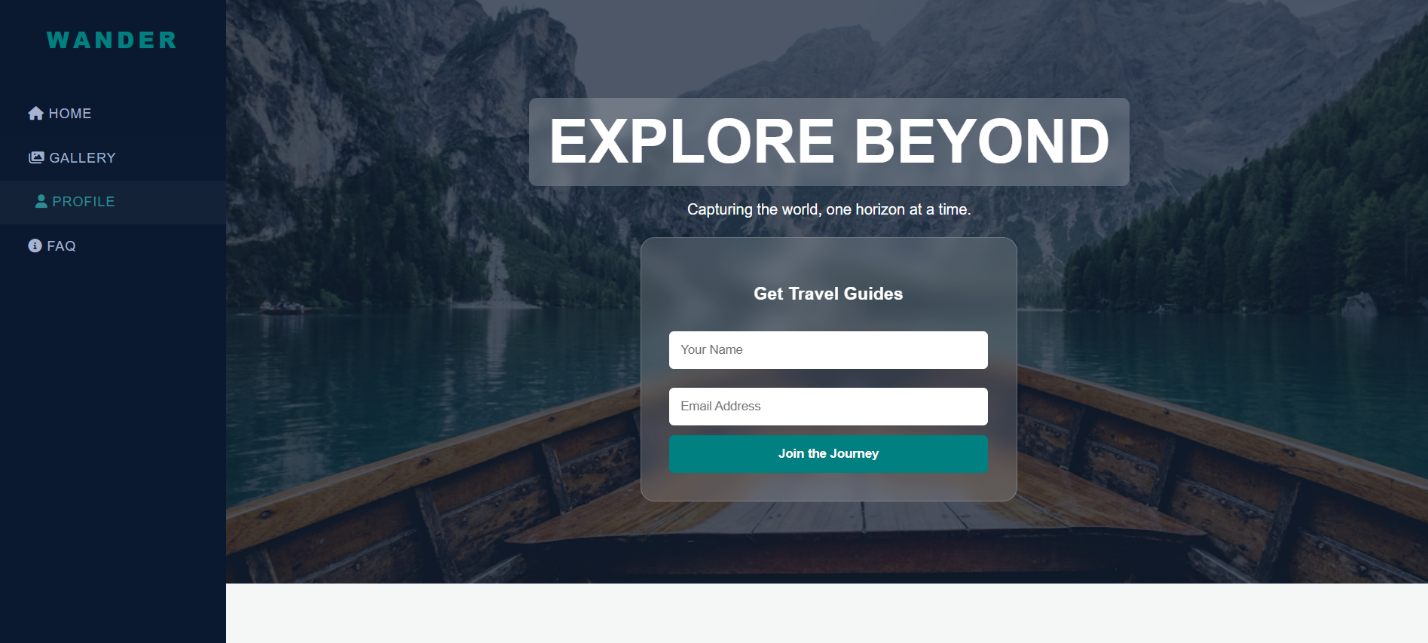 WANDER
HOME
GALLERY
PROFILE
FAQ
EXPLORE BEYOND
Capturing the world, one horizon at a time.
Get Travel Guides
Your Name
Email Address
Join the Journey